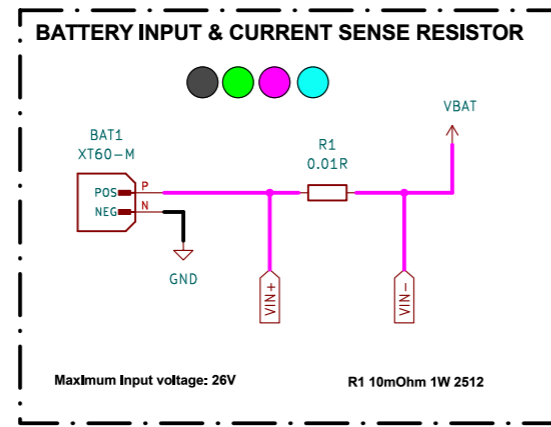 BATTERY INPUT & CURRENT SENSE RESISTOR
VBAT
BAT1
XT60-M
R1
0.01R
POS
P
NEG
N
GND
VIN+
VIN-
Maximum Input voltage: 26V
R1 10mOhm 1W 2512